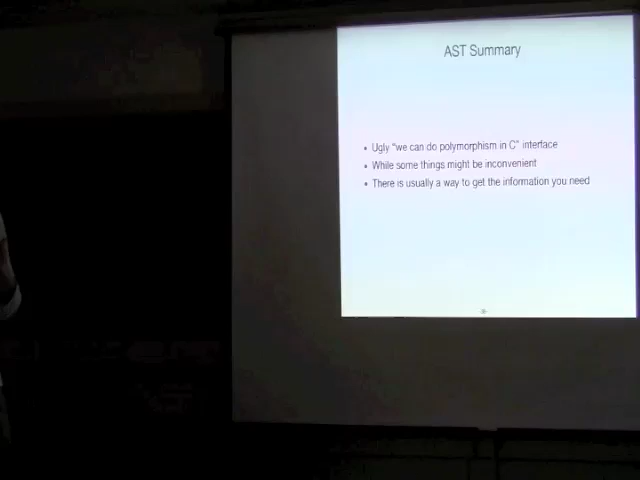 AST Summary
• Ugly "we can do polymorphism in C" interface
• While some things might be inconvenient
• There is usually a way to get the information you need